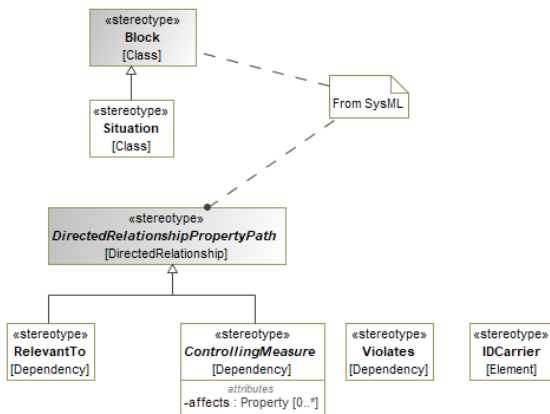 «stereotype»
Block
[Class]
«stereotype»
Situation
[Class]
From SysML
«stereotype»
DirectedRelationshipPropertyPath
[DirectedRelationship]
«stereotype»
RelevantTo
[Dependency]
«stereotype»
ControllingMeasure
[Dependency]
attributes
-affects : Property [0..*]
«stereotype»
Violates
[Dependency]
«stereotype»
IDCarrier
[Element]